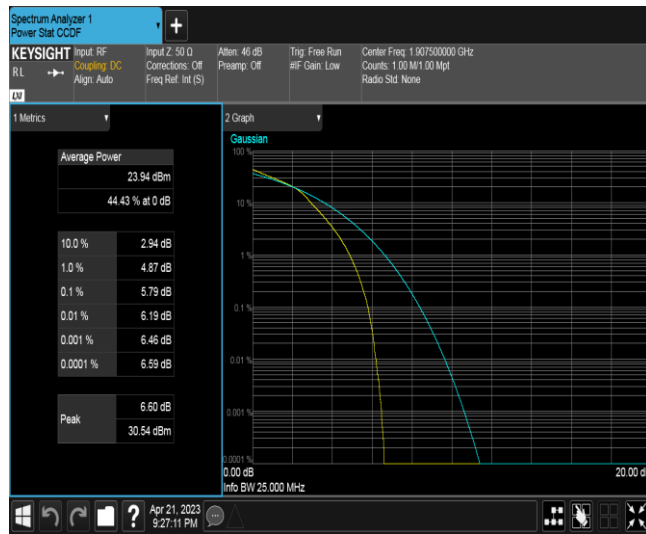 Spectrum Analyzer 1
Power Stat CCDF
+
KEYSIGHT
RL
LXI
Input: RF
Coupling: DC
Align: Auto
Input Z: 50 Ω
Corrections: Off
Freq Ref: Int (S)
Atten: 46 dB
Preamp: Off
Trig: Free Run
#IF Gain: Low
Center Freq: 1.907500000 GHz
Counts: 1.00 M/1.00 Mpt
Radio Std: None
1 Metrics
Average Power
23.94 dBm
44.43 % at 0 dB
10.0 % 2.94 dB
1.0 % 4.87 dB
0.1 % 5.79 dB
0.01 % 6.19 dB
0.001 % 6.46 dB
0.0001 % 6.59 dB
Peak
6.60 dB
30.54 dBm
2 Graph
Gaussian
100 %
10 %
1 %
0.1 %
0.01 %
0.001 %
0.0001 %
0.00 dB
20.00 d
Info BW 25.000 MHz
?
Apr 21, 2023
9:27:11 PM